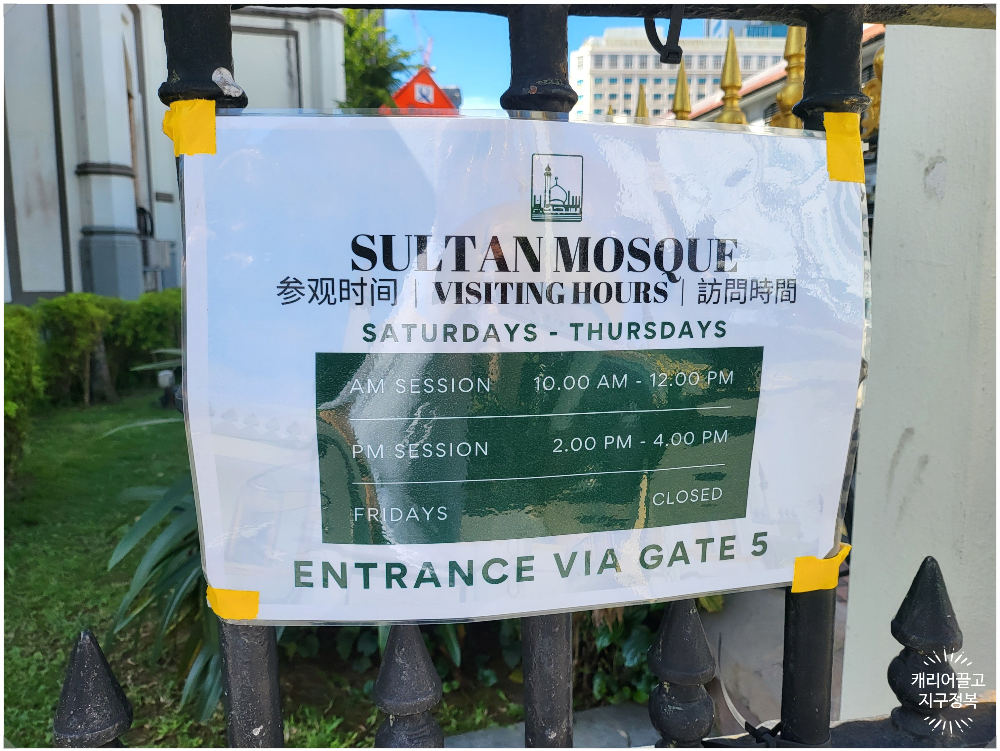 SULTAN MOSQUE
参观时间 | VISITING HOURS | 訪問時間
SATURDAYS - THURSDAYS
AM SESSION 10.00 AM - 12:00 PM
PM SESSION 2.00 PM - 4.00 PM
FRIDAYS CLOSED
ENTRANCE VIA GATE 5
캐리어끌고
지구정복